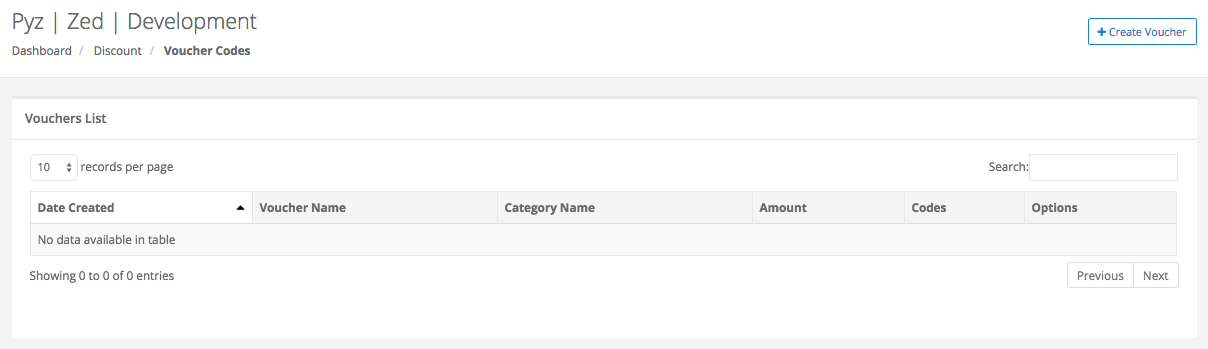 Pyz | Zed | Development
Dashboard / Discount / Voucher Codes
+ Create Voucher
Vouchers List
10 records per page
Search:
Date Created Voucher Name Category Name Amount Codes Options
No data available in table
Showing 0 to 0 of 0 entries
Previous Next